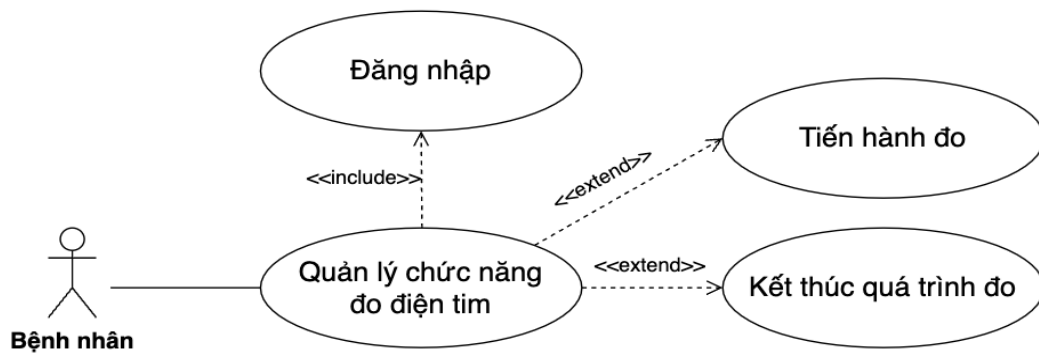 Đăng nhập
Tiến hành đo
<<include>>
<<extend>>
Quản lý chức năng
đo điện tim
<<extend>>
Kết thúc quá trình đo
Bệnh nhân